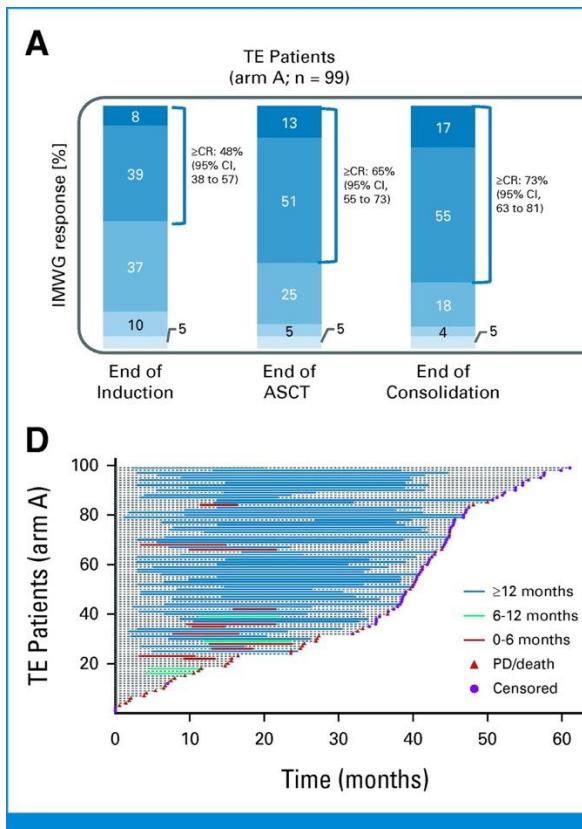 A
TE Patients
(arm A; n = 99)
IMWG response [%]
8
39
37
10
5
≥CR: 48%
(95% CI,
38 to 57)
13
51
25
5
5
≥CR: 65%
(95% CI,
55 to 73)
17
55
18
4
5
≥CR: 73%
(95% CI,
63 to 81)
End of
Induction
End of
ASCT
End of
Consolidation
D
TE Patients (arm A)
100
80
60
40
20
≥12 months
6-12 months
0-6 months
PD/death
Censored
0
10
20
30
40
50
60
Time (months)